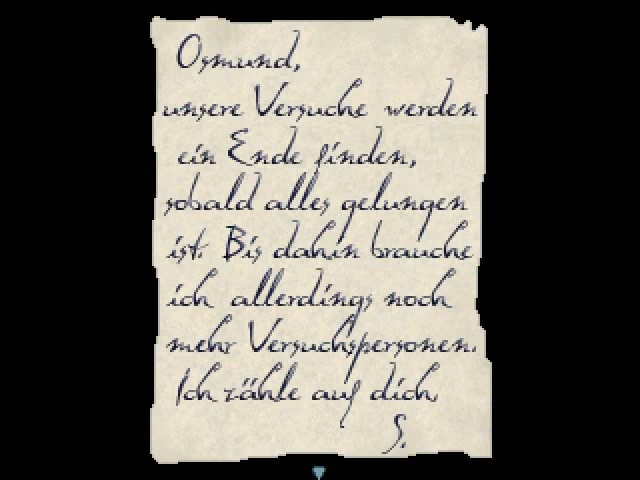 Osmund,
unsere Versuche werden
ein Ende finden,
sobald alles gelungen
ist. Bis dahin brauche
ich allerdings noch
mehr Versuchspersonen.
Ich zähle auf dich.
S.